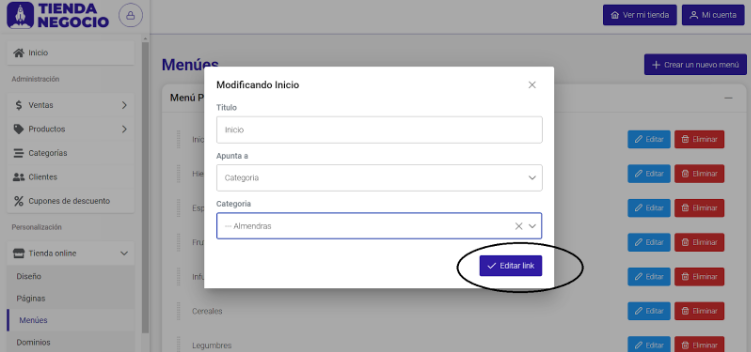 TIENDA
NEGOCIO
Ver mi tienda
Mi cuenta
Inicio
Administración
Ventas
Productos
Categorías
Clientes
Cupones de descuento
Personalización
Tienda online
Diseño
Páginas
Menúes
Dominios
Menúes
+ Crear un nuevo menú
Menú P
Modificando Inicio
Título
Inicio
Apunta a
Categoria
Categoría
-- Almendras
Editar link
Inic
Editar
Eliminar
Hie
Editar
Eliminar
Esp
Editar
Eliminar
Fru
Editar
Eliminar
Infu
Editar
Eliminar
Cereales
Editar
Eliminar
Legumbres
Editar
Eliminar